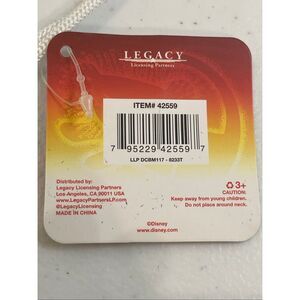 LEGACY
Licensing Partners
ITEM# 42559
7 95229 42559 7
LLP DCBM117 - 8233T
Distributed by:
Legacy Licensing Partners
Los Angeles, CA 90011 USA
www.LegacyPartnersLP.com
@LegacyLicensing
MADE IN CHINA
3+
CAUTION:
Keep away from young children.
Do not place around neck.
©Disney
www.disney.com